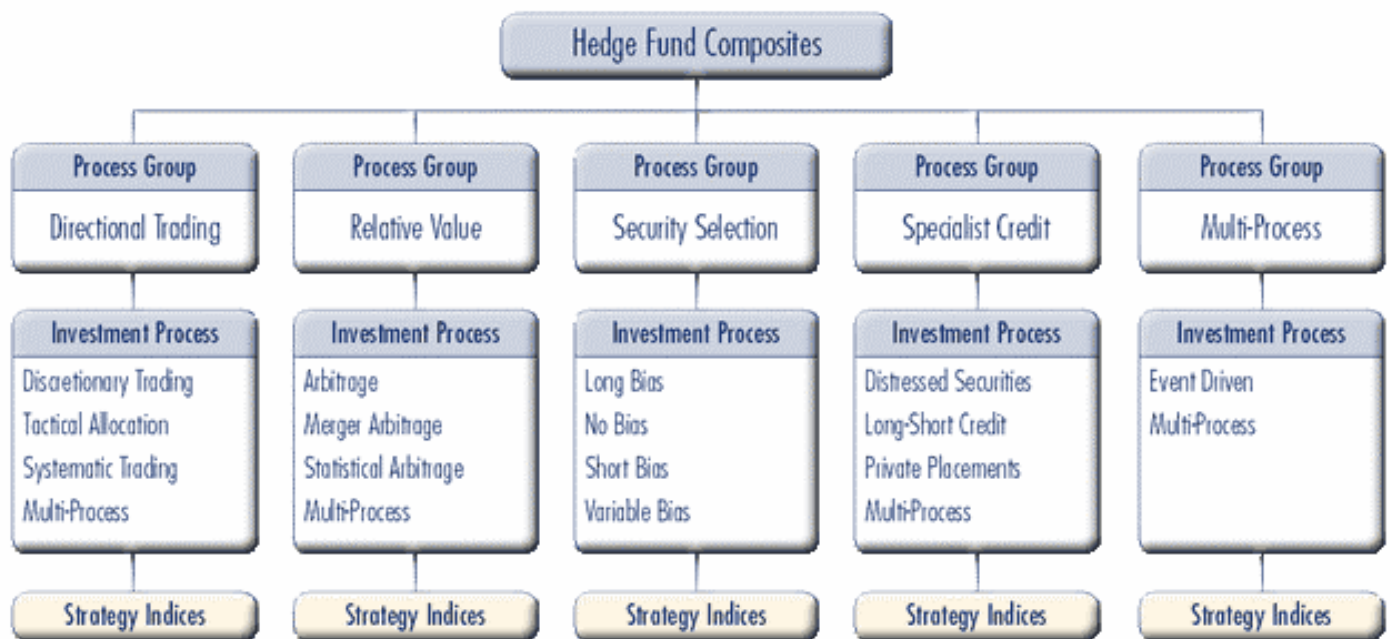 Hedge Fund Composites
Process Group
Directional Trading
Investment Process
Discretionary Trading
Tactical Allocation
Systematic Trading
Multi-Process
Strategy Indices
Process Group
Relative Value
Investment Process
Arbitrage
Merger Arbitrage
Statistical Arbitrage
Multi-Process
Strategy Indices
Process Group
Security Selection
Investment Process
Long Bias
No Bias
Short Bias
Variable Bias
Strategy Indices
Process Group
Specialist Credit
Investment Process
Distressed Securities
Long-Short Credit
Private Placements
Multi-Process
Strategy Indices
Process Group
Multi-Process
Investment Process
Event Driven
Multi-Process
Strategy Indices